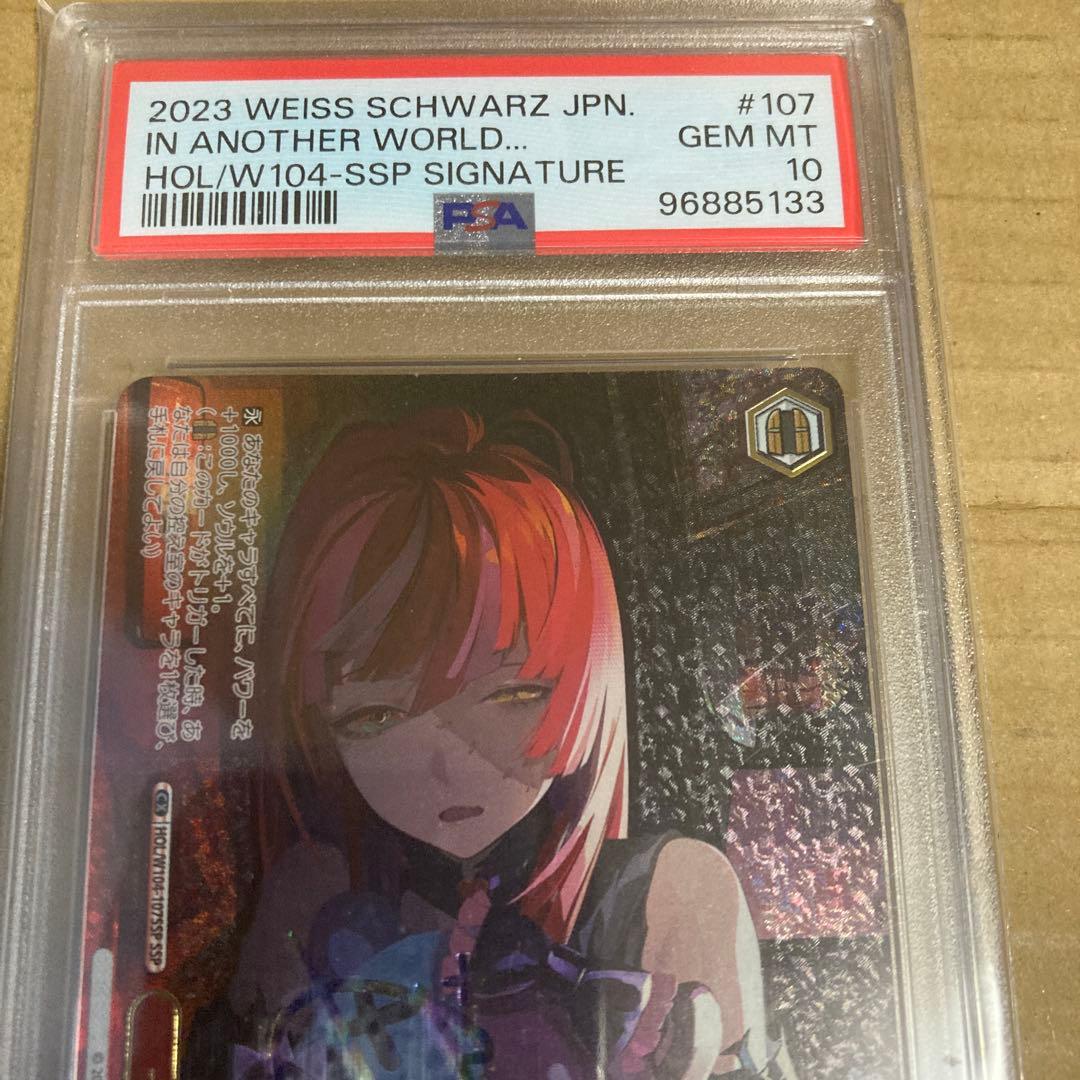 2023 WEISS SCHWARZ JPN. #107
IN ANOTHER WORLD... GEM MT
HOL/W104-SSP SIGNATURE 10
PSA 96885133
永 あなたのキャラすべてに、パワーを
+1000し、ソウルを+1。
(:このカードがトリガーした時、あ
なたは自分の控え室のキャラを1枚選び、
手札に戻してよい)
CX HOL/W104-107SSP SSP